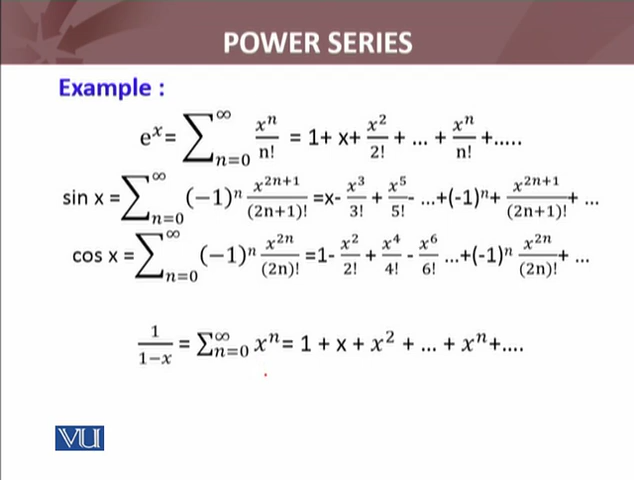 POWER SERIES
Example :
eˣ = ∑_{n=0}^{∞} xⁿ/n! = 1+ x+ x²/2! + ... + xⁿ/n! +.....
sin x = ∑_{n=0}^{∞} (−1)ⁿ x²ⁿ⁺¹/(2n+1)! =x- x³/3! + x⁵/5! - ...+(-1)ⁿ+ x²ⁿ⁺¹/(2n+1)! + ...
cos x = ∑_{n=0}^{∞} (−1)ⁿ x²ⁿ/(2n)! =1- x²/2! + x⁴/4! - x⁶/6! ...+(-1)ⁿ x²ⁿ/(2n)! + ...
1/1−x = ∑_{n=0}^{∞} xⁿ= 1 + x + x² + ... + xⁿ+....
VU